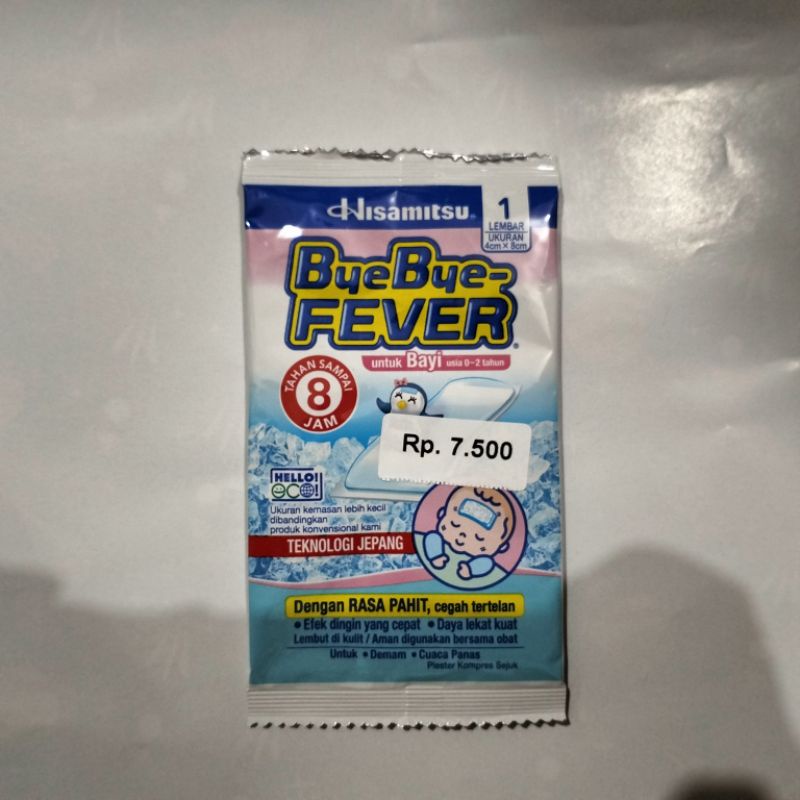 Hisamitsu®
1
LEMBAR
UKURAN
4cm × 8cm
ByeBye-
FEVER®
untuk Bayi usia 0-2 tahun
TAHAN SAMPAI
8
JAM
Rp. 7.500
HELLO!
eco!
Ukuran kemasan lebih kecil
dibandingkan
produk konvensional kami
TEKNOLOGI JEPANG
Dengan RASA PAHIT, cegah tertelan
• Efek dingin yang cepat • Daya lekat kuat
Lembut di kulit / Aman digunakan bersama obat
Untuk • Demam • Cuaca Panas
Plester Kompres Sejuk